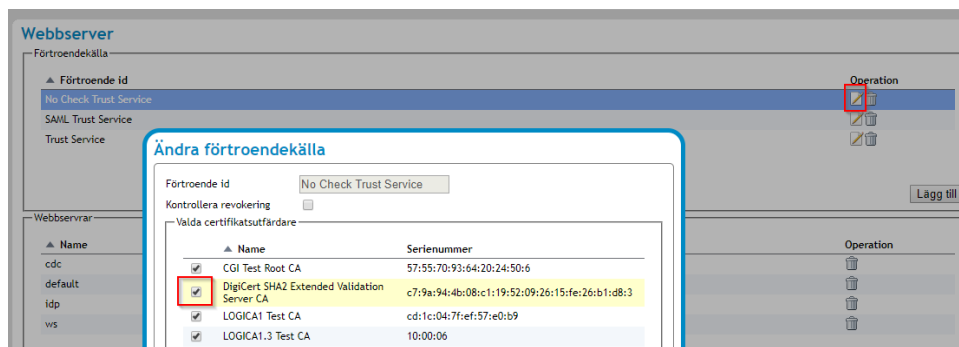 Webbserver
Förtroendekälla
Förtroende id Operation
No Check Trust Service
SAML Trust Service
Trust Service
Ändra förtroendekälla
Förtroende id No Check Trust Service
Lägg till
Kontrollera revokering
Valda certifikatsutfärdare
Webbservrar
Name Operation
Name Serienummer
cdc
CGI Test Root CA 57:55:70:93:64:20:24:50:6
default
DigiCert SHA2 Extended Validation
Server CA c7:9a:94:4b:08:c1:19:52:09:26:15:fe:26:b1:d8:3
idp
LOGICA1 Test CA cd:1c:04:7f:ef:57:e0:b9
ws
LOGICA1.3 Test CA 10:00:06